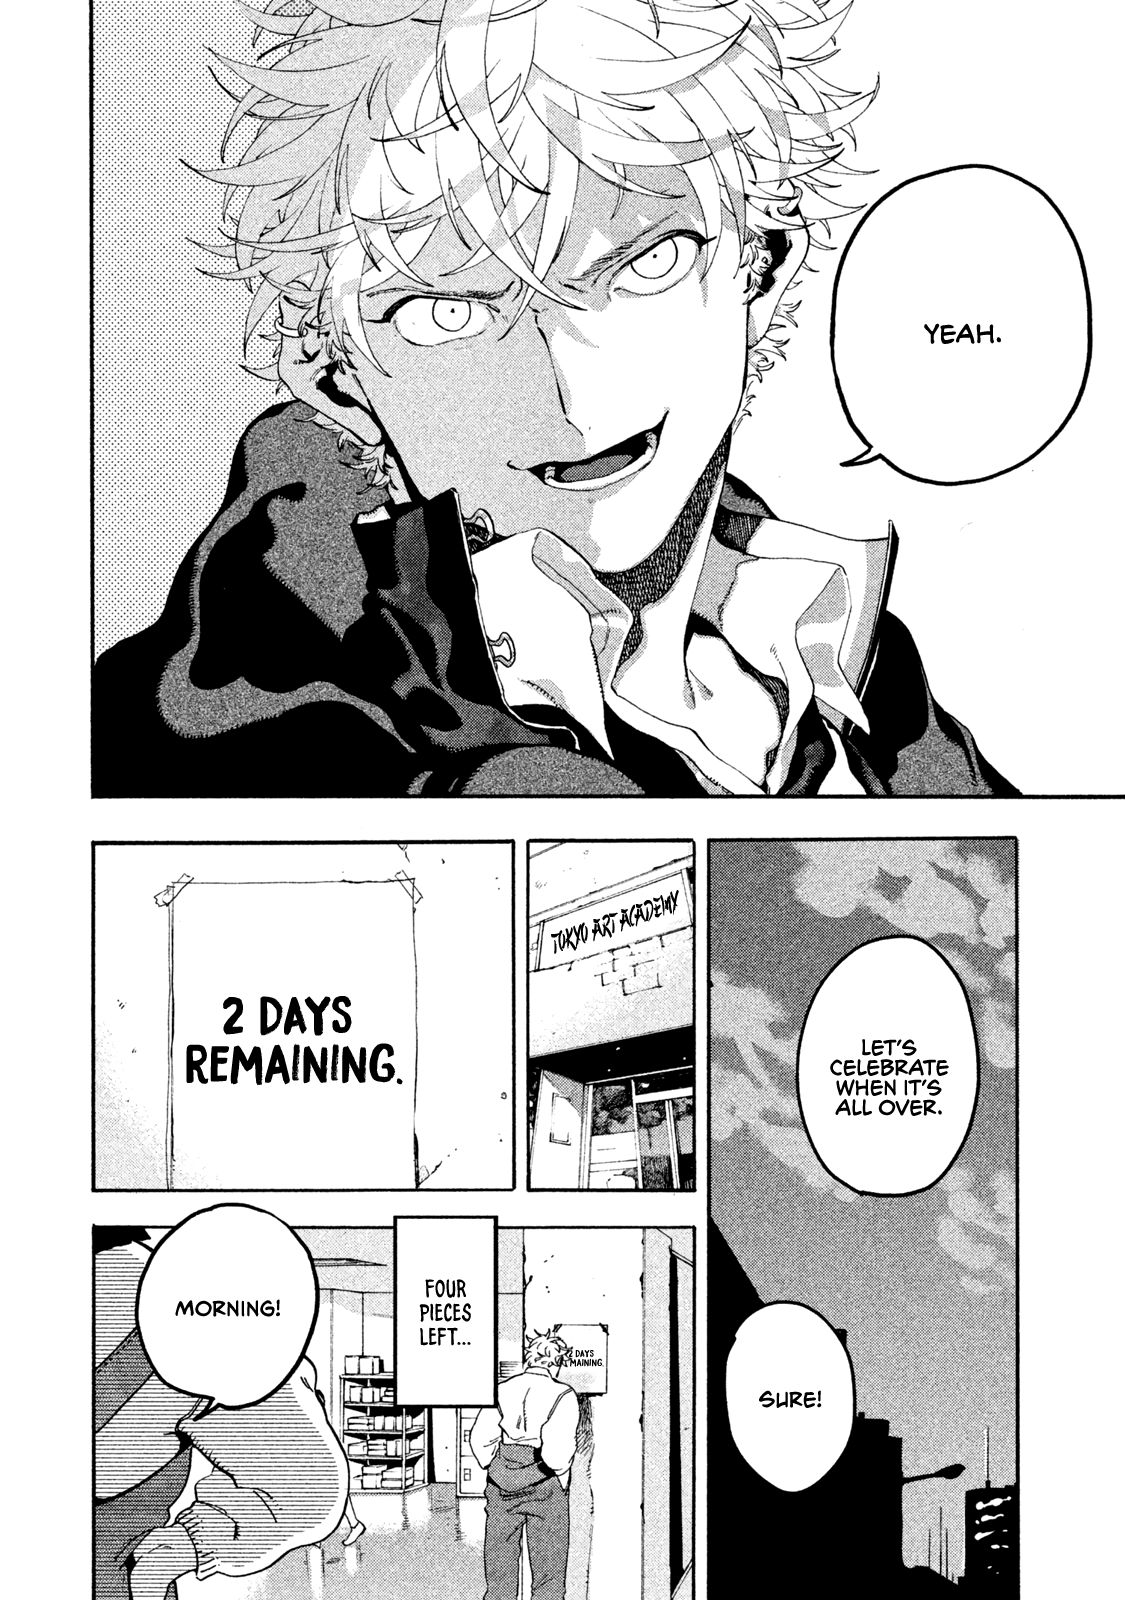 YEAH.
LET'S
CELEBRATE
WHEN IT'S
ALL OVER.
SURE!
TOKYO ART ACADEMY
2 DAYS
REMAINING.
FOUR
PIECES
LEFT...
2 DAYS
MAINING.
MORNING!